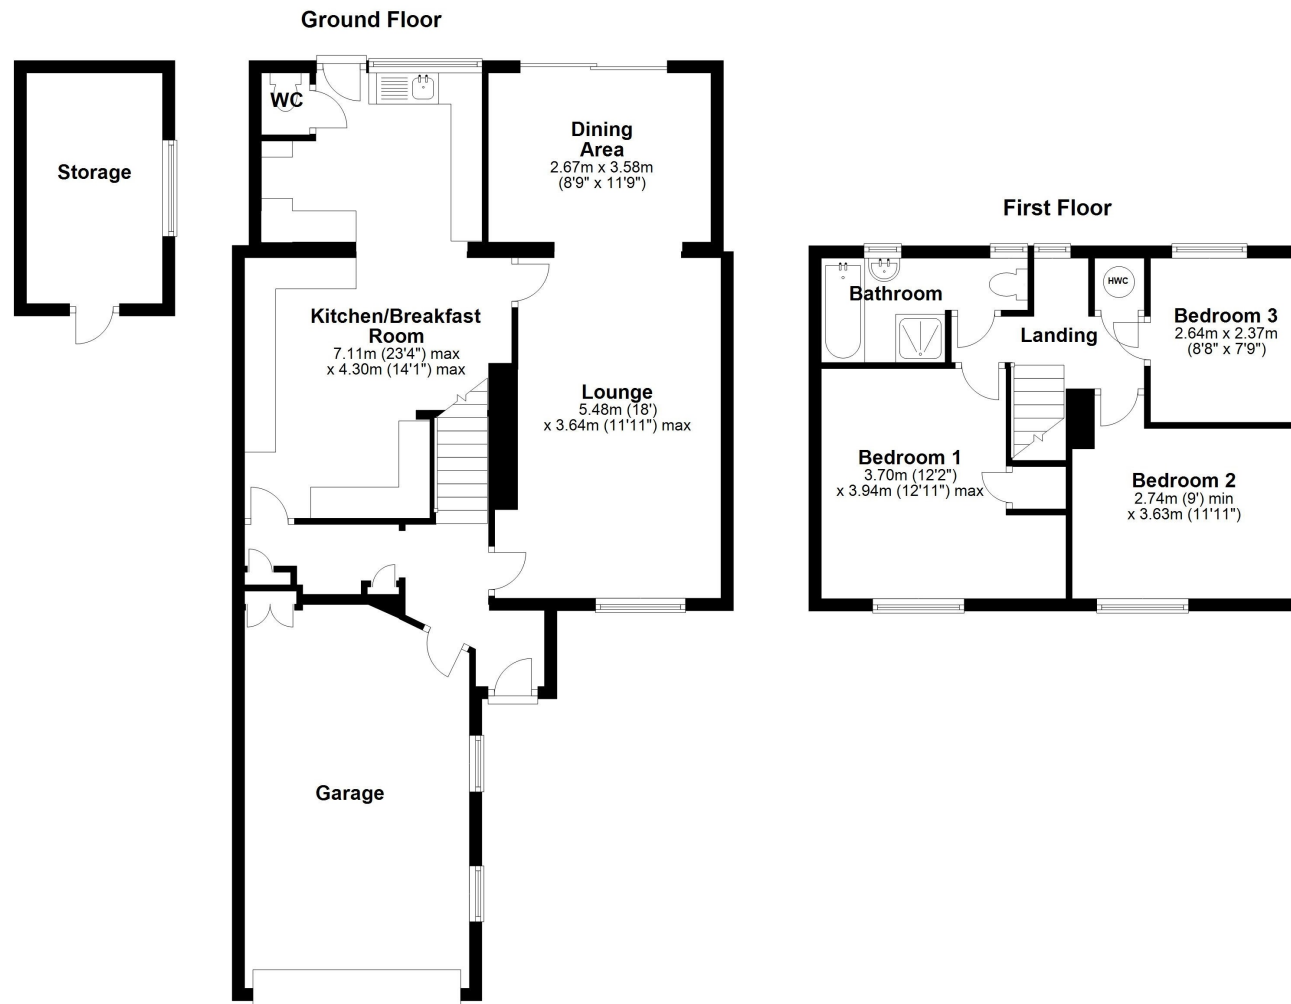 Ground Floor
WC
Storage
Dining
Area
2.67m x 3.58m
(8'9" x 11'9")
Kitchen/Breakfast
Room
7.11m (23'4") max
x 4.30m (14'1") max
Lounge
5.48m (18')
x 3.64m (11'11") max
Garage
First Floor
Bathroom
HWC
Landing
Bedroom 3
2.64m x 2.37m
(8'8" x 7'9")
Bedroom 1
3.70m (12'2")
x 3.94m (12'11") max
Bedroom 2
2.74m (9') min
x 3.63m (11'11")